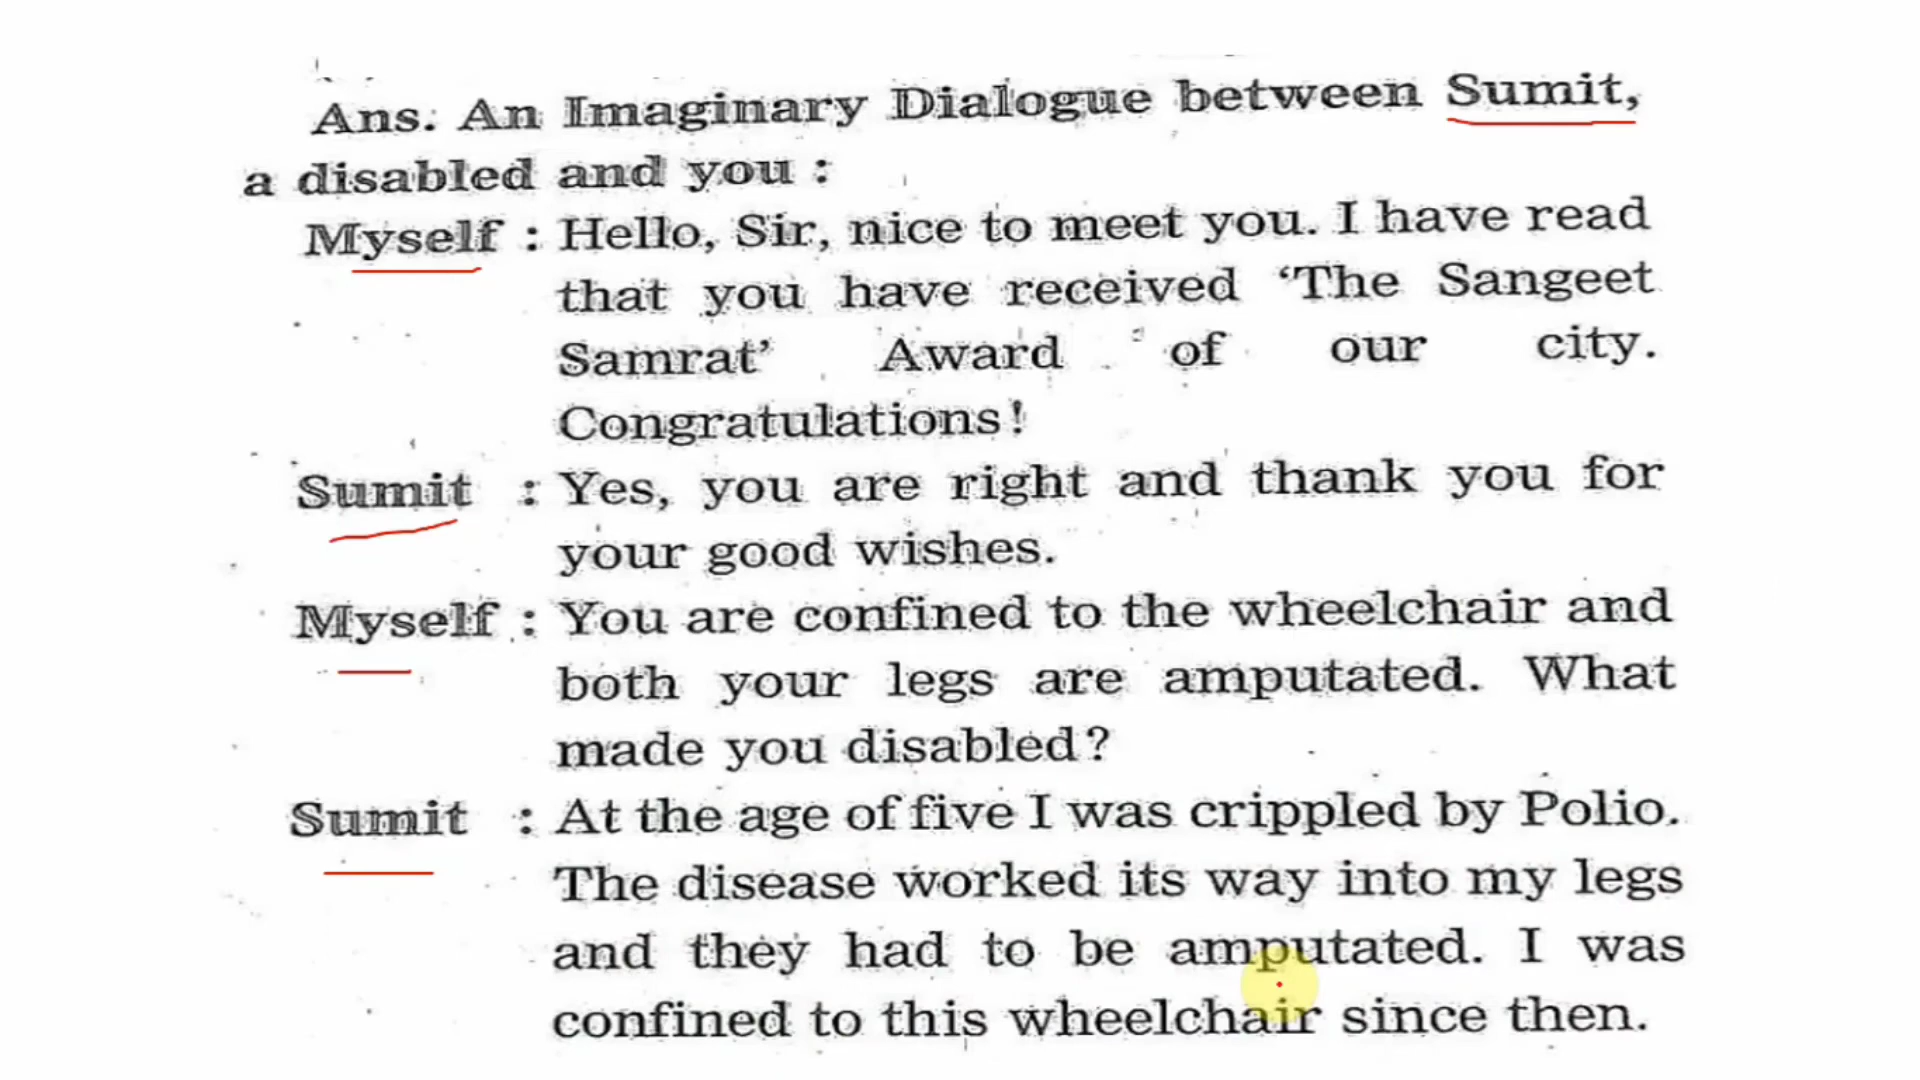 Ans. An Imaginary Dialogue between Sumit,
a disabled and you :
Myself : Hello, Sir, nice to meet you. I have read
that you have received ‘The Sangeet
Samrat’ Award of our city.
Congratulations!
Sumit : Yes, you are right and thank you for
your good wishes.
Myself : You are confined to the wheelchair and
both your legs are amputated. What
made you disabled?
Sumit : At the age of five I was crippled by Polio.
The disease worked its way into my legs
and they had to be amputated. I was
confined to this wheelchair since then.